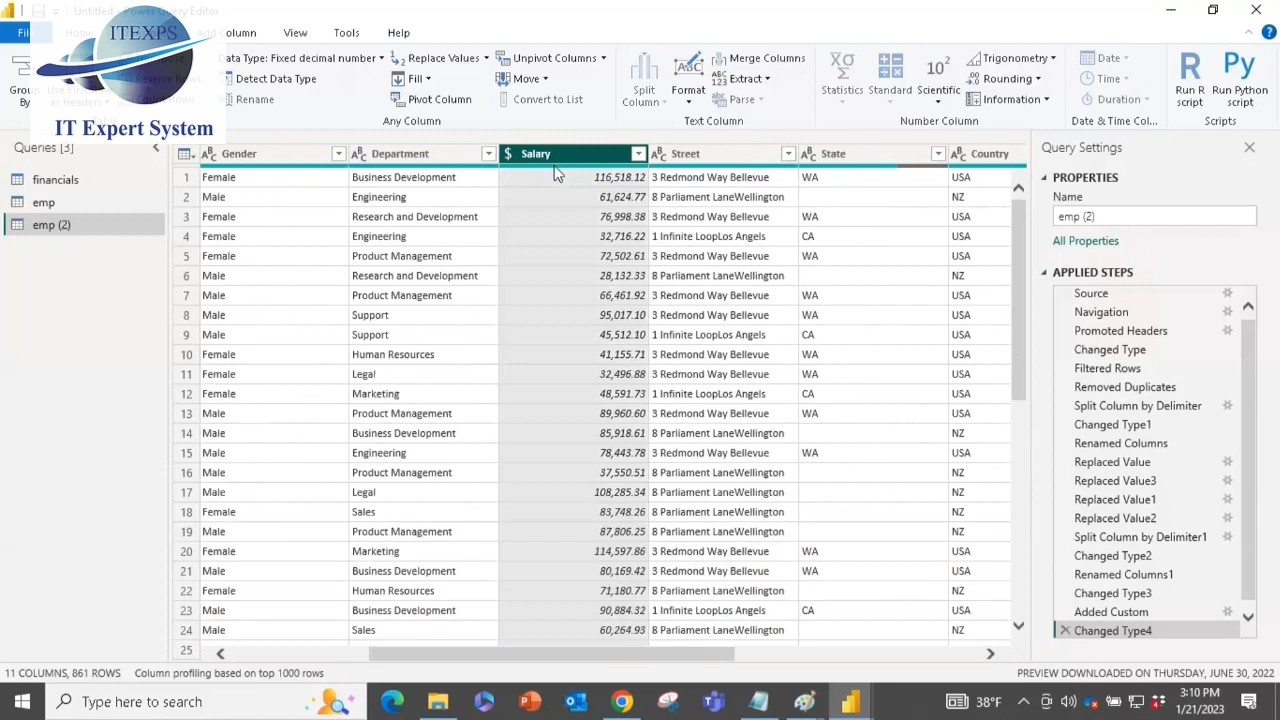 Untitled - Power Query Editor
ITEXPS
IT Expert System
File Home Add Column View Tools Help
Group By
Use First Row as Headers
Reverse Rows
Count Rows
Data Type: Fixed decimal number
Detect Data Type
Rename
Replace Values
Fill
Pivot Column
Unpivot Columns
Move
Convert to List
Any Column
Split Column
Format
Merge Columns
Extract
Parse
Text Column
Statistics
Standard
Scientific
Trigonometry
Rounding
Information
Number Column
Date
Time
Duration
Date & Time Col...
Run R script
Run Python script
Scripts
Queries [3]
financials
emp
emp (2)
Gender Department $ Salary Street State Country
1 Female Business Development 116,518.12 3 Redmond Way Bellevue WA USA
2 Male Engineering 61,624.77 8 Parliament LaneWellington NZ
3 Female Research and Development 76,998.38 3 Redmond Way Bellevue WA USA
4 Female Engineering 32,716.22 1 Infinite LoopLos Angels CA USA
5 Female Product Management 72,502.61 3 Redmond Way Bellevue WA USA
6 Male Research and Development 28,132.33 8 Parliament LaneWellington NZ
7 Male Product Management 66,461.92 3 Redmond Way Bellevue WA USA
8 Male Support 95,017.10 3 Redmond Way Bellevue WA USA
9 Male Support 45,512.10 1 Infinite LoopLos Angels CA USA
10 Female Human Resources 41,155.71 3 Redmond Way Bellevue WA USA
11 Female Legal 32,496.88 3 Redmond Way Bellevue WA USA
12 Female Marketing 48,591.73 1 Infinite LoopLos Angels CA USA
13 Male Product Management 89,960.60 3 Redmond Way Bellevue WA USA
14 Male Business Development 85,918.61 8 Parliament LaneWellington NZ
15 Male Engineering 78,443.78 3 Redmond Way Bellevue WA USA
16 Male Product Management 37,550.51 8 Parliament LaneWellington NZ
17 Male Legal 108,285.34 8 Parliament LaneWellington NZ
18 Female Sales 83,748.26 8 Parliament LaneWellington NZ
19 Male Product Management 87,806.25 8 Parliament LaneWellington NZ
20 Female Marketing 114,597.86 3 Redmond Way Bellevue WA USA
21 Male Business Development 80,169.42 3 Redmond Way Bellevue WA USA
22 Female Human Resources 71,180.77 8 Parliament LaneWellington NZ
23 Male Business Development 90,884.32 1 Infinite LoopLos Angels CA USA
24 Male Sales 60,264.93 8 Parliament LaneWellington NZ
25
Query Settings
PROPERTIES
Name
emp (2)
All Properties
APPLIED STEPS
Source
Navigation
Promoted Headers
Changed Type
Filtered Rows
Removed Duplicates
Split Column by Delimiter
Changed Type1
Renamed Columns
Replaced Value
Replaced Value3
Replaced Value1
Replaced Value2
Split Column by Delimiter1
Changed Type2
Renamed Columns1
Changed Type3
Added Custom
Changed Type4
11 COLUMNS, 861 ROWS Column profiling based on top 1000 rows PREVIEW DOWNLOADED ON THURSDAY, JUNE 30, 2022
Type here to search
38°F
3:10 PM
1/21/2023